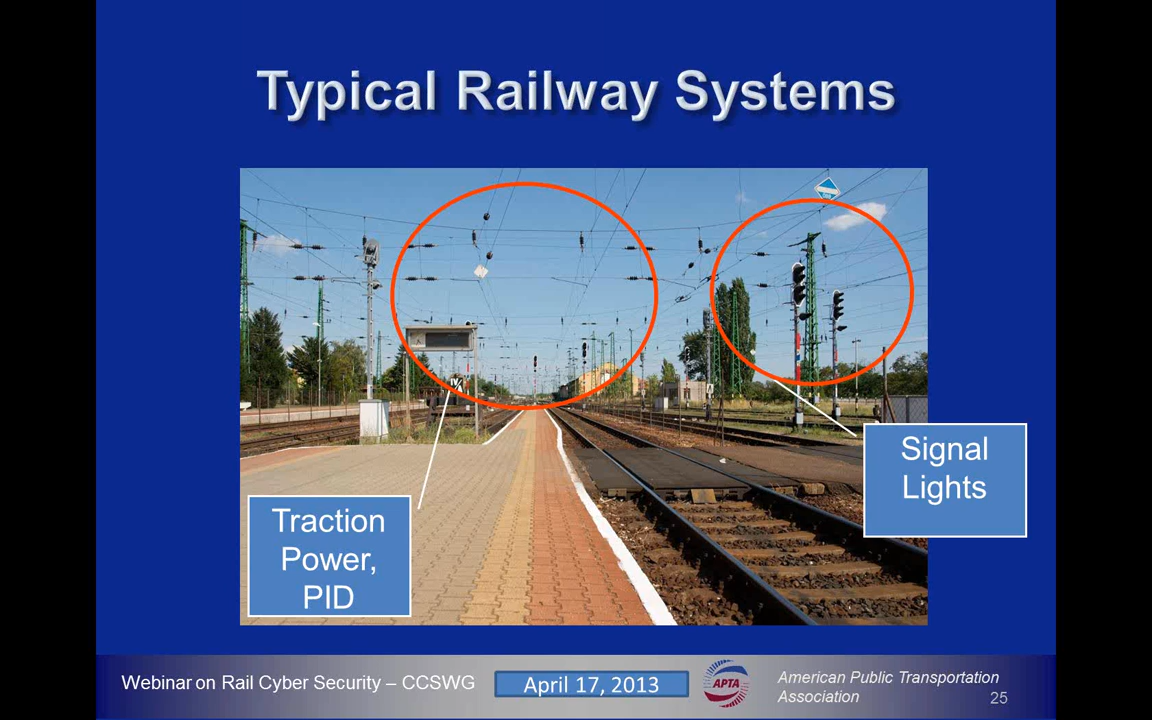 Typical Railway Systems
Traction
Power,
PID
Signal
Lights
Webinar on Rail Cyber Security – CCSWG
April 17, 2013
APTA
American Public Transportation
Association
25